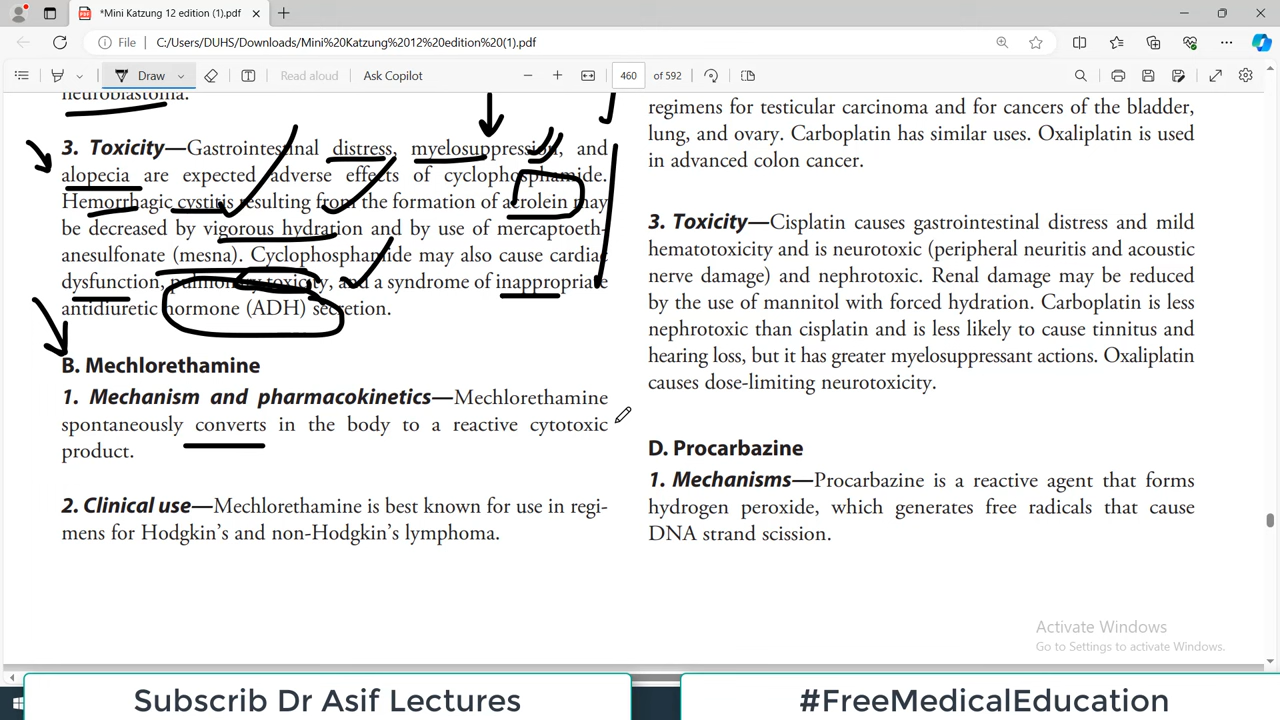 *Mini Katzung 12 edition (1).pdf
File C:/Users/DUHS/Downloads/Mini%20Katzung%2012%20edition%20(1).pdf
Draw Read aloud Ask Copilot 460 of 592
neuroblastoma.
3. Toxicity—Gastrointestinal distress, myelosuppression, and
alopecia are expected adverse effects of cyclophosphamide.
Hemorrhagic cystitis resulting from the formation of acrolein may
be decreased by vigorous hydration and by use of mercaptoeth-
anesulfonate (mesna). Cyclophosphamide may also cause cardiac
dysfunction, pulmonary toxicity, and a syndrome of inappropriate
antidiuretic hormone (ADH) secretion.
B. Mechlorethamine
1. Mechanism and pharmacokinetics—Mechlorethamine
spontaneously converts in the body to a reactive cytotoxic
product.
2. Clinical use—Mechlorethamine is best known for use in regi-
mens for Hodgkin's and non-Hodgkin's lymphoma.
regimens for testicular carcinoma and for cancers of the bladder,
lung, and ovary. Carboplatin has similar uses. Oxaliplatin is used
in advanced colon cancer.
3. Toxicity—Cisplatin causes gastrointestinal distress and mild
hematotoxicity and is neurotoxic (peripheral neuritis and acoustic
nerve damage) and nephrotoxic. Renal damage may be reduced
by the use of mannitol with forced hydration. Carboplatin is less
nephrotoxic than cisplatin and is less likely to cause tinnitus and
hearing loss, but it has greater myelosuppressant actions. Oxaliplatin
causes dose-limiting neurotoxicity.
D. Procarbazine
1. Mechanisms—Procarbazine is a reactive agent that forms
hydrogen peroxide, which generates free radicals that cause
DNA strand scission.
Activate Windows
Go to Settings to activate Windows.
Subscrib Dr Asif Lectures
#FreeMedicalEducation